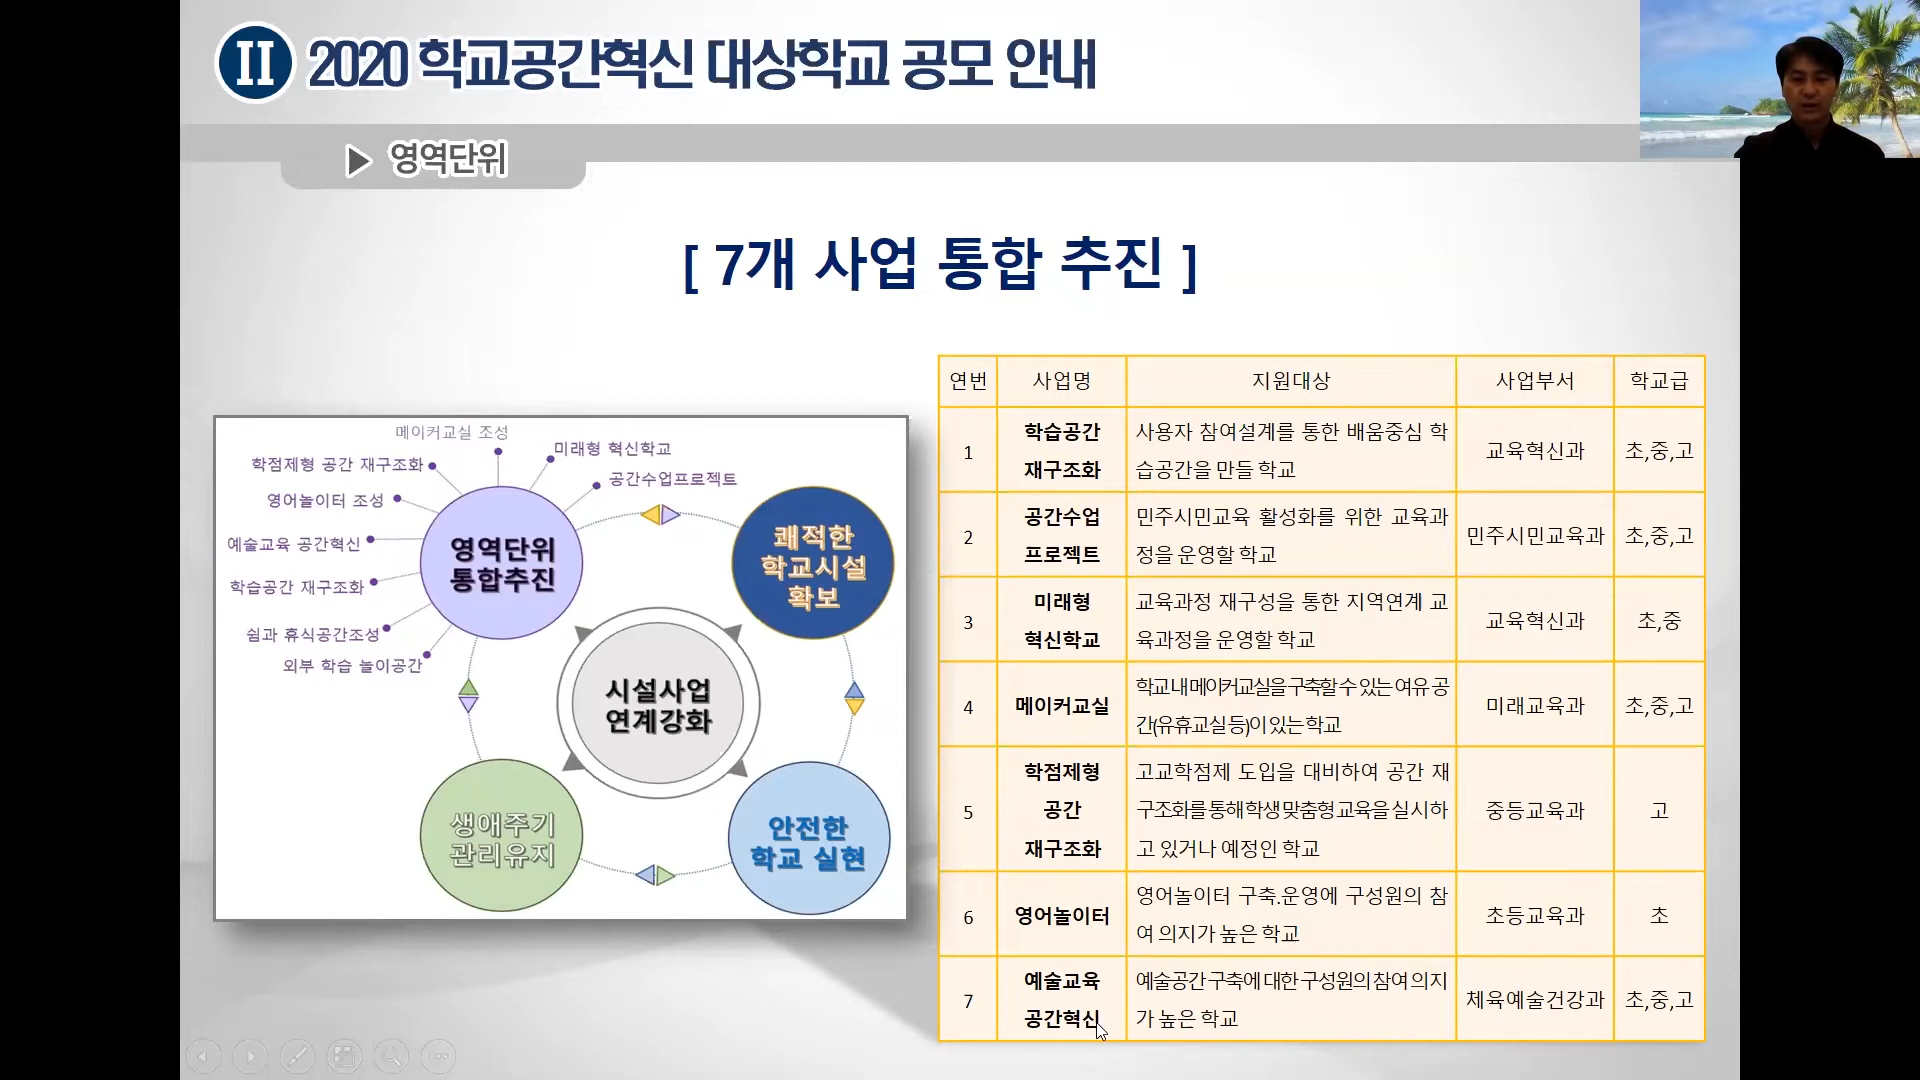 II 2020 학교공간혁신 대상학교 공모 안내
▶ 영역단위
[ 7개 사업 통합 추진 ]
메이커교실 조성
미래형 혁신학교
학점제형 공간 재구조화
공간수업프로젝트
영어놀이터 조성
예술교육 공간혁신
학습공간 재구조화
쉼과 휴식공간조성
외부 학습 놀이공간
영역단위
통합추진
쾌적한
학교시설
확보
시설사업
연계강화
생애주기
관리유지
안전한
학교 실현
연번 사업명 지원대상 사업부서 학교급
1 학습공간 재구조화 사용자 참여설계를 통한 배움중심 학
습공간을 만들 학교 교육혁신과 초,중,고
2 공간수업 프로젝트 민주시민교육 활성화를 위한 교육과
정을 운영할 학교 민주시민교육과 초,중,고
3 미래형 혁신학교 교육과정 재구성을 통한 지역연계 교
육과정을 운영할 학교 교육혁신과 초,중
4 메이커교실 학교 내 메이커교실을 구축할 수 있는 여유 공
간(유휴교실 등)이 있는 학교 미래교육과 초,중,고
5 학점제형 공간 재구조화 고교학점제 도입을 대비하여 공간 재
구조화를 통해 학생 맞춤형 교육을 실시하
고 있거나 예정인 학교 중등교육과 고
6 영어놀이터 영어놀이터 구축.운영에 구성원의 참
여 의지가 높은 학교 초등교육과 초
7 예술교육 공간혁신 예술공간 구축에 대한 구성원의 참여 의지
가 높은 학교 체육예술건강과 초,중,고